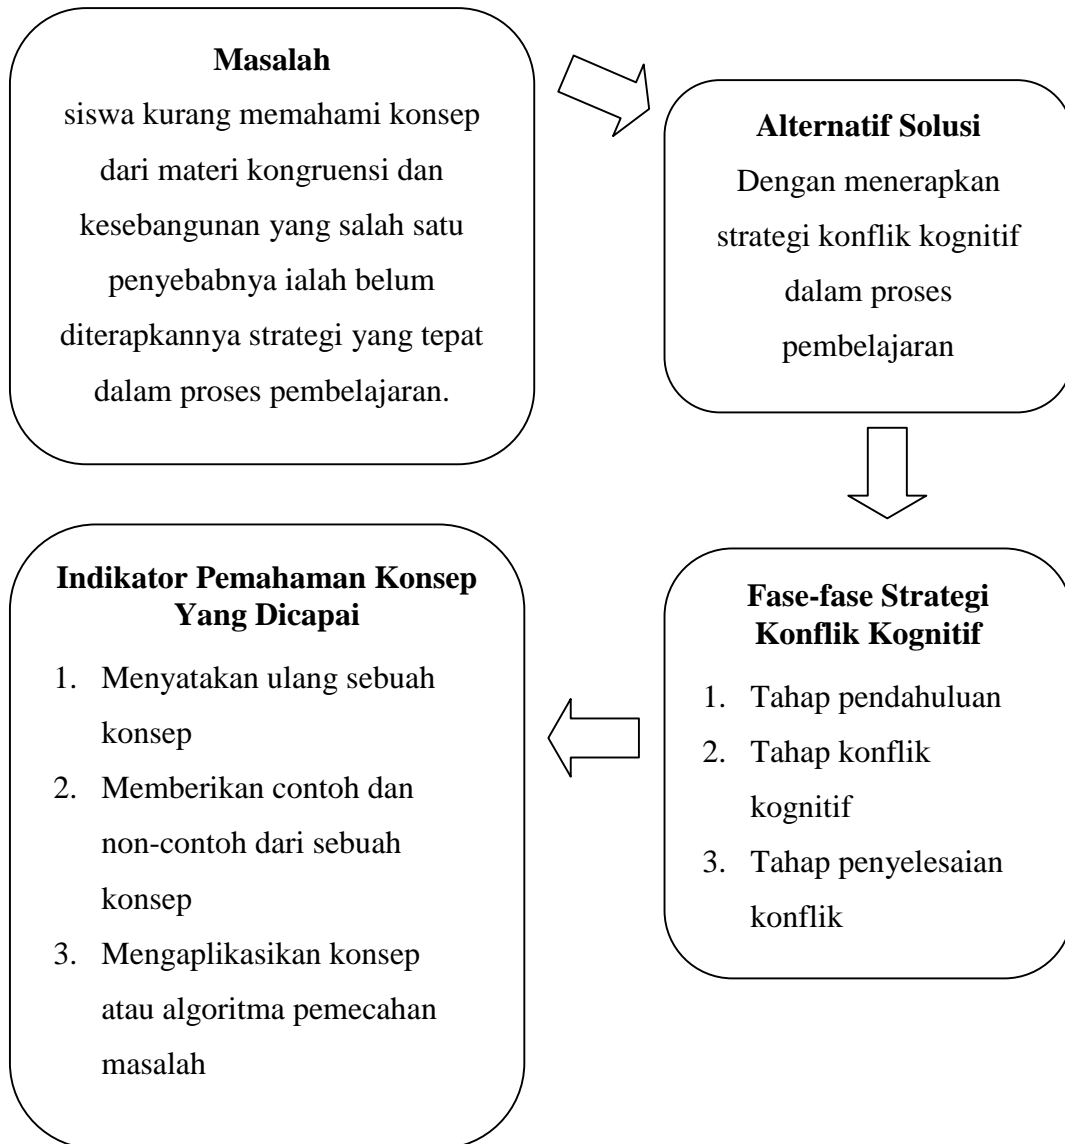 Masalah
siswa kurang memahami konsep
dari materi kongruensi dan
kesebangunan yang salah satu
penyebabnya ialah belum
diterapkannya strategi yang tepat
dalam proses pembelajaran.
Alternatif Solusi
Dengan menerapkan
strategi konflik kognitif
dalam proses
pembelajaran
Fase-fase Strategi
Konflik Kognitif
1. Tahap pendahuluan
2. Tahap konflik
kognitif
3. Tahap penyelesaian
konflik
Indikator Pemahaman Konsep
Yang Dicapai
1. Menyatakan ulang sebuah
konsep
2. Memberikan contoh dan
non-contoh dari sebuah
konsep
3. Mengaplikasikan konsep
atau algoritma pemecahan
masalah